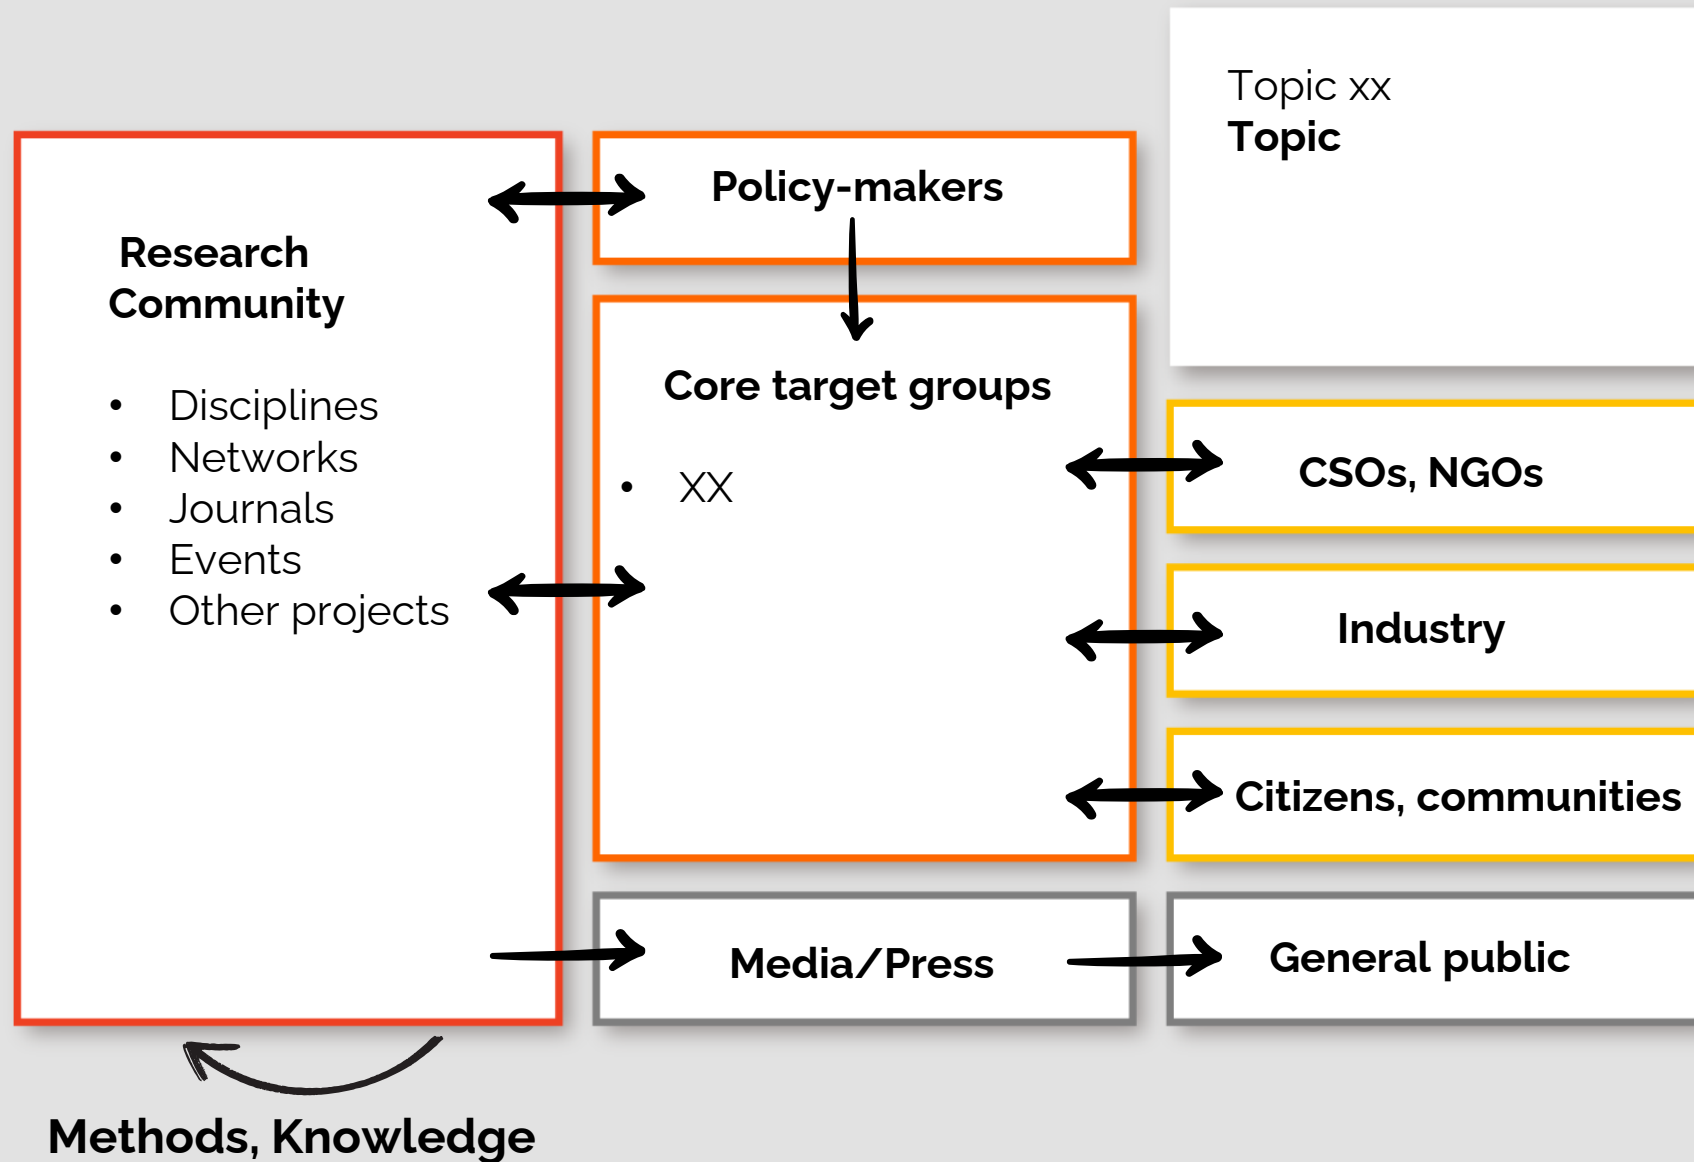 Topic xx
Topic
Research
Community
• Disciplines
• Networks
• Journals
• Events
• Other projects
Policy-makers
Core target groups
• XX
CSOs, NGOs
Industry
Citizens, communities
Media/Press
General public
Methods, Knowledge